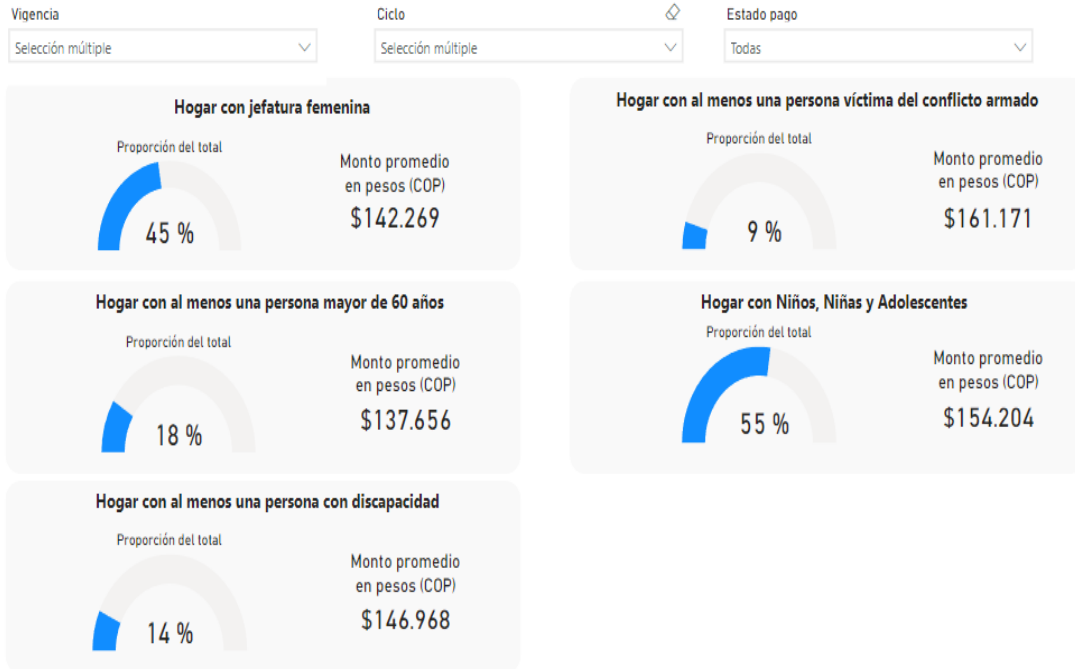 Vigencia
Selección múltiple
Ciclo
Selección múltiple
Estado pago
Todas
Hogar con jefatura femenina
Proporción del total
45 %
Monto promedio
en pesos (COP)
$142.269
Hogar con al menos una persona víctima del conflicto armado
Proporción del total
9 %
Monto promedio
en pesos (COP)
$161.171
Hogar con al menos una persona mayor de 60 años
Proporción del total
18 %
Monto promedio
en pesos (COP)
$137.656
Hogar con Niños, Niñas y Adolescentes
Proporción del total
55 %
Monto promedio
en pesos (COP)
$154.204
Hogar con al menos una persona con discapacidad
Proporción del total
14 %
Monto promedio
en pesos (COP)
$146.968